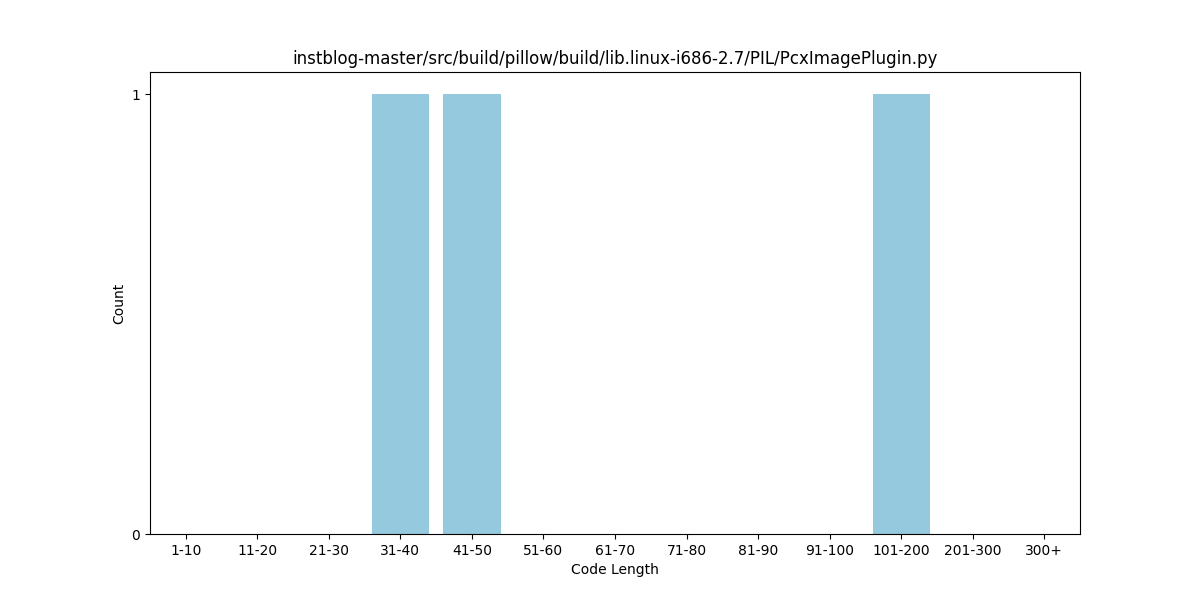 instblog-master/src/build/pillow/build/lib.linux-i686-2.7/PIL/PcxImagePlugin.py
1
Count
0
1-10 11-20 21-30 31-40 41-50 51-60 61-70 71-80 81-90 91-100 101-200 201-300 300+
Code Length